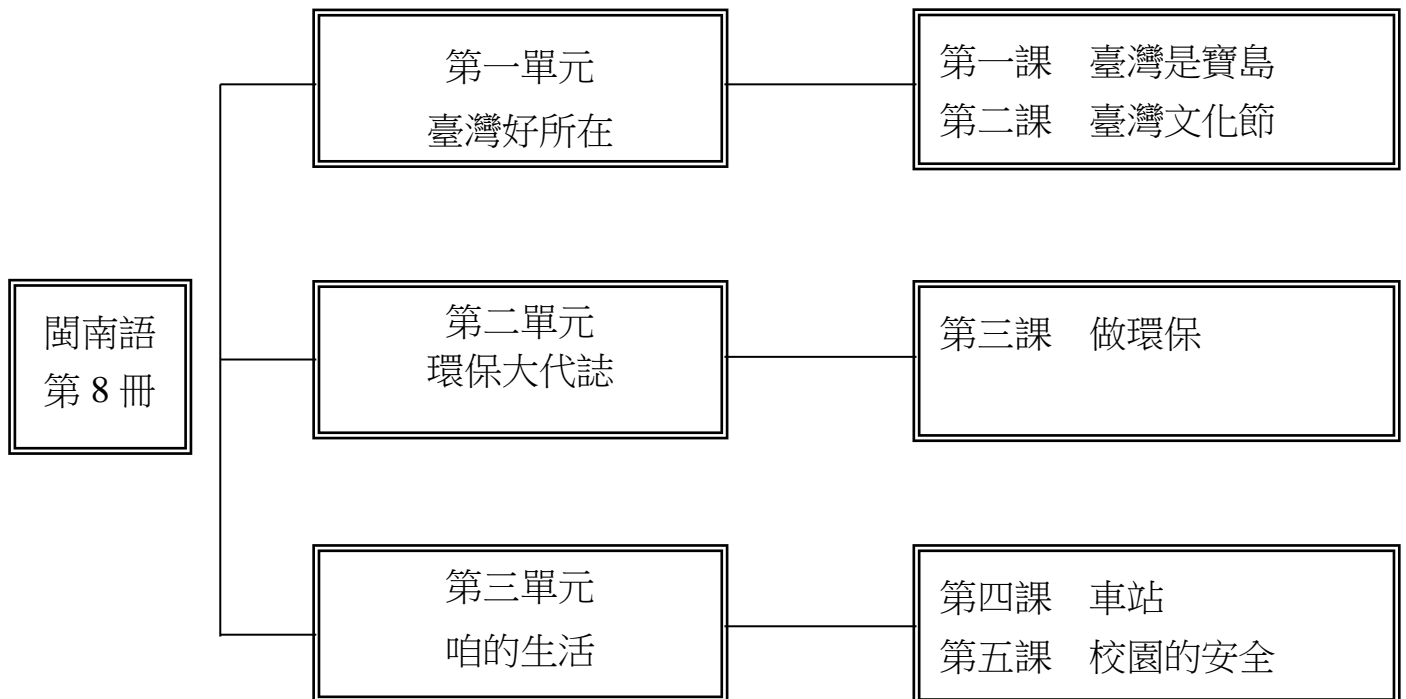 閩南語
第 8 冊
第一單元
臺灣好所在
第一課 臺灣是寶島
第二課 臺灣文化節
第二單元
環保大代誌
第三課 做環保
第三單元
咱的生活
第四課 車站
第五課 校園的安全